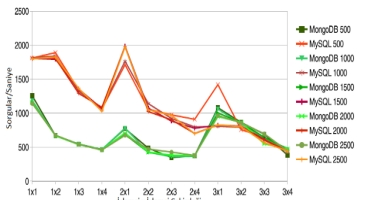 2500
2000
1500
1000
500
0
Sorgular/Saniye
1x1 1x2 1x3 1x4 2x1 2x2 2x3 2x4 3x1 3x2 3x3 3x4
MongoDB 500
MySQL 500
MongoDB 1000
MySQL 1000
MongoDB 1500
MySQL 1500
MongoDB 2000
MySQL 2000
MongoDB 2500
MySQL 2500